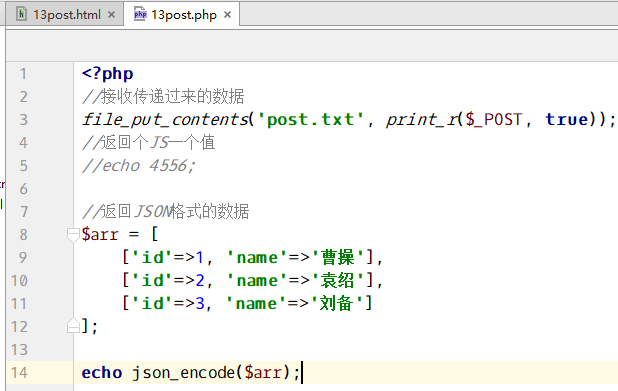 13post.html × 13post.php ×
1 <?php
2 //接收传递过来的数据
3 file_put_contents('post.txt', print_r($_POST, true));
4 //返回个JS一个值
5 //echo 4556;
6
7 //返回JSON格式的数据
8 $arr = [
9 ['id'=>1, 'name'=>'曹操'],
10 ['id'=>2, 'name'=>'袁绍'],
11 ['id'=>3, 'name'=>'刘备']
12 ];
13
14 echo json_encode($arr);